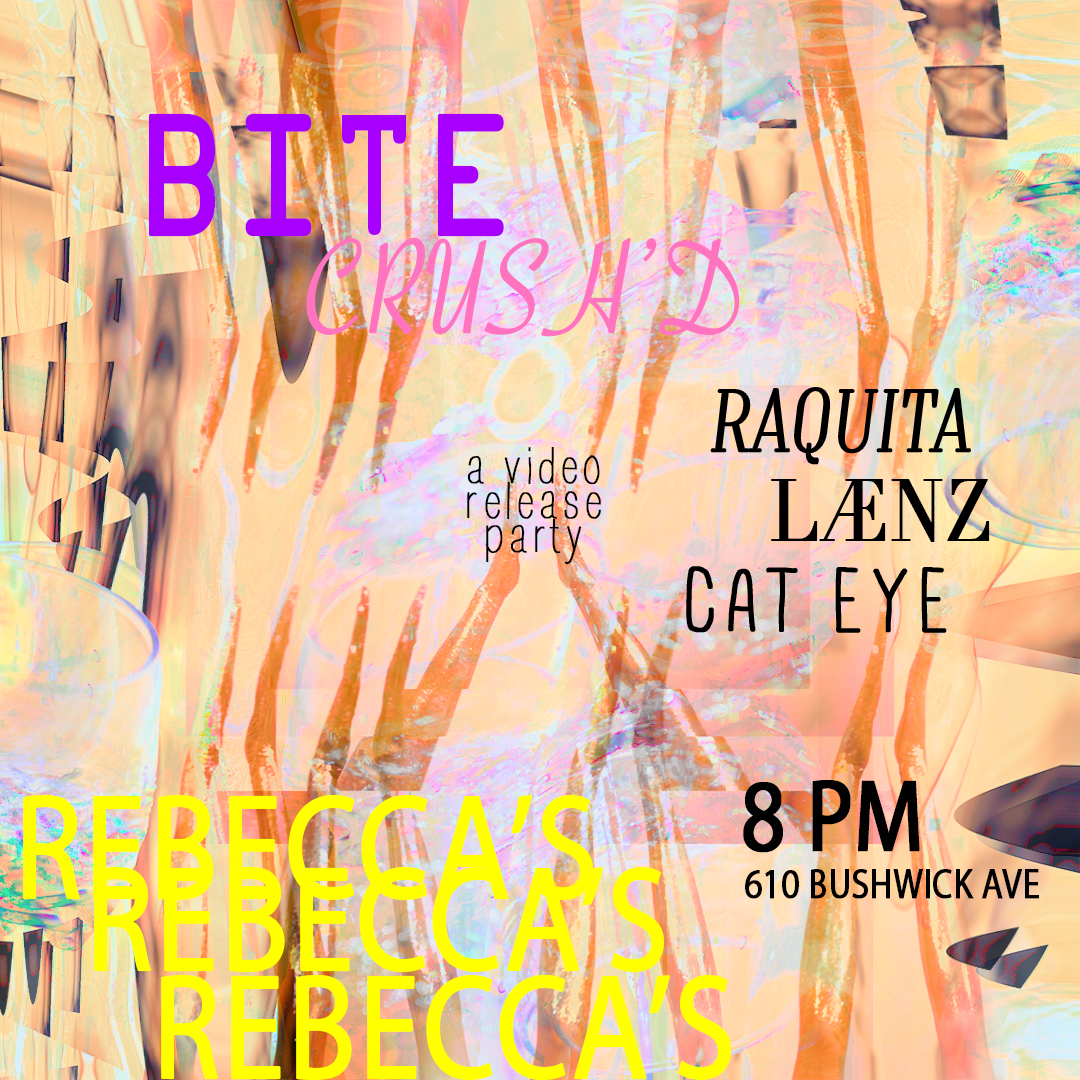 BITE
CRUSH'D
a video
release
party
RAQUITA
LÆNZ
CAT EYE
8 PM
610 BUSHWICK AVE
REBECCA'S
REBECCA'S
REBECCA'S